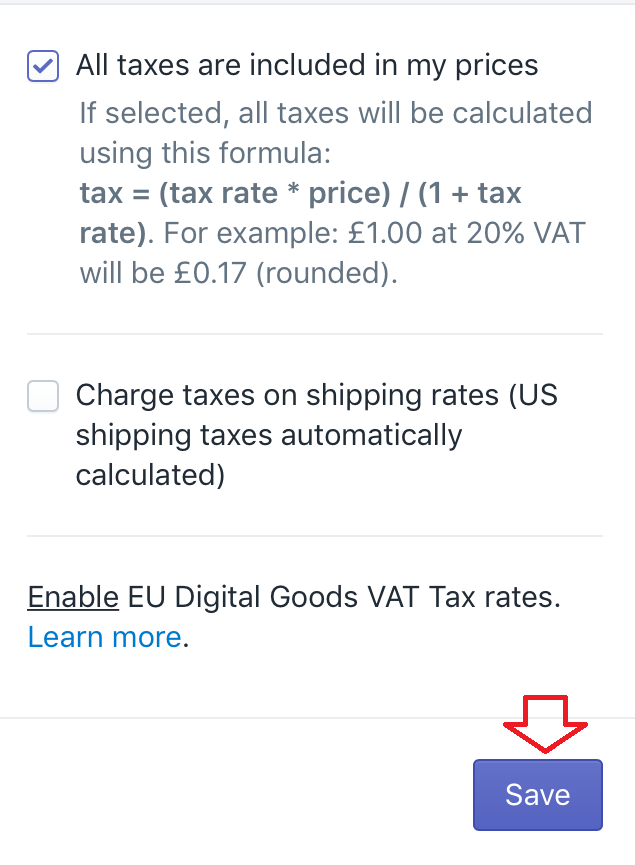 All taxes are included in my prices
If selected, all taxes will be calculated
using this formula:
tax = (tax rate * price) / (1 + tax
rate). For example: £1.00 at 20% VAT
will be £0.17 (rounded).
Charge taxes on shipping rates (US
shipping taxes automatically
calculated)
Enable EU Digital Goods VAT Tax rates.
Learn more.
Save